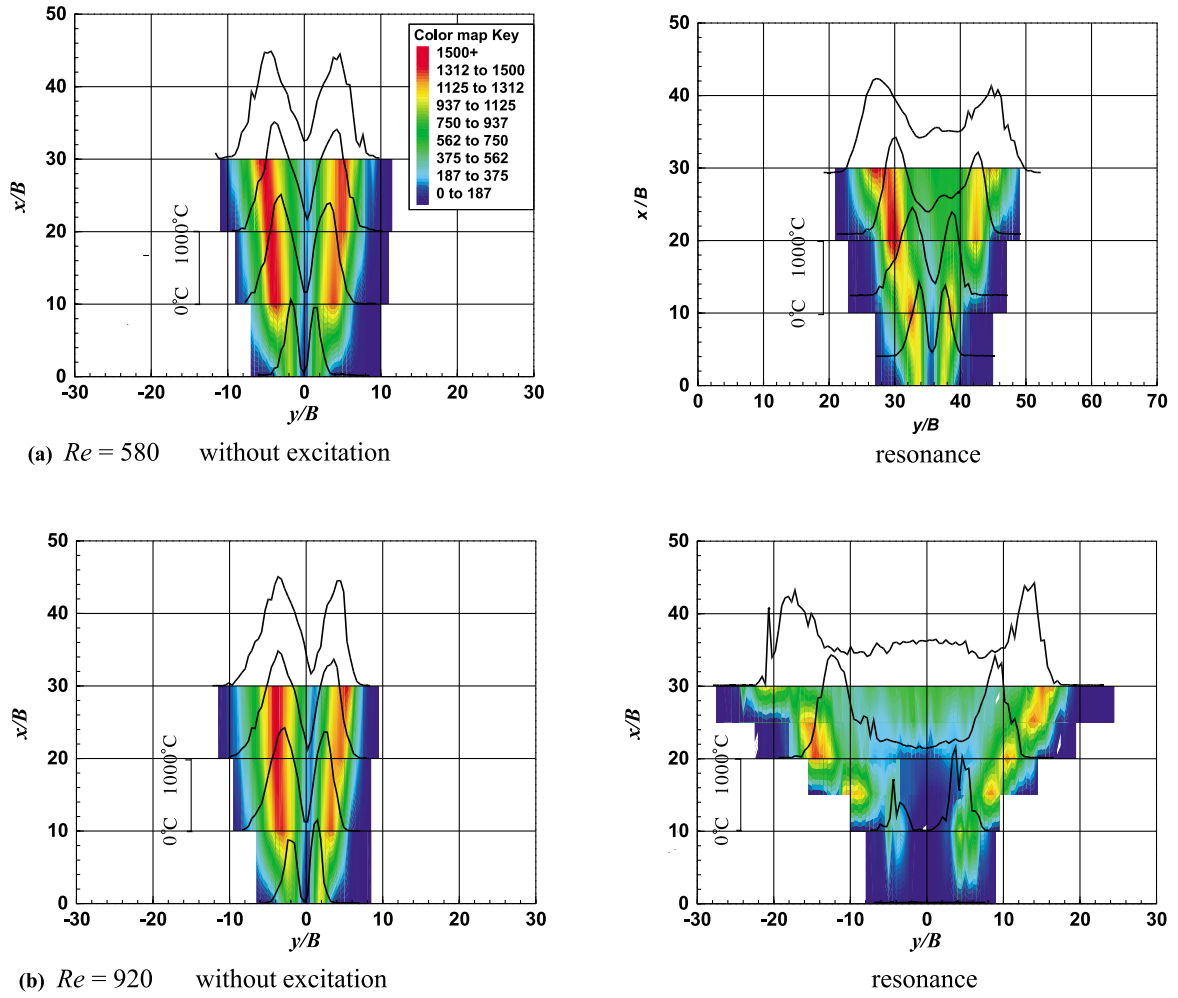 50
40
30
20
10
0
x/B
-30
-20
-10
0
10
20
30
y/B
0°C 1000°C
Color map Key
1500+
1312 to 1500
1125 to 1312
937 to 1125
750 to 937
562 to 750
375 to 562
187 to 375
0 to 187
50
40
30
20
10
0
x/B
0
10
20
30
40
50
60
70
y/B
0°C 1000°C
(a) Re = 580 without excitation
resonance
50
40
30
20
10
0
x/B
-30
-20
-10
0
10
20
30
y/B
0°C 1000°C
50
40
30
20
10
0
x/B
-30
-20
-10
0
10
20
30
y/B
0°C 1000°C
(b) Re = 920 without excitation
resonance